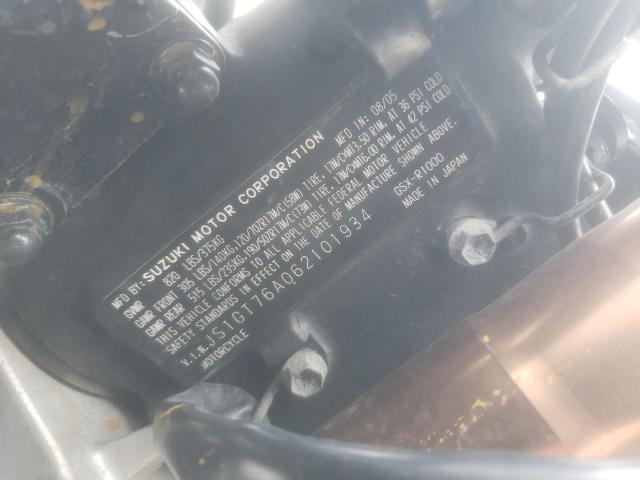 MFD BY: SUZUKI MOTOR CORPORATION MFD IN: 08/05
GVWR 820 LBS/375KG
GAWR FRONT 305 LBS/140KG,120/70ZR17M/C(58W) TIRE, 17M/CXMT3.50 RIM, AT 36 PSI COLD
GAWR REAR 515 LBS/235KG,190/50ZR17M/C(73W) TIRE, 17M/CXMT6.00 RIM, AT 42 PSI COLD
THIS VEHICLE CONFORMS TO ALL APPLICABLE FEDERAL MOTOR VEHICLE
SAFETY STANDARDS IN EFFECT ON THE DATE OF MANUFACTURE SHOWN ABOVE.
V.I.N. JS1GT76AQ62101934 GSX-R1000
MOTORCYCLE MADE IN JAPAN